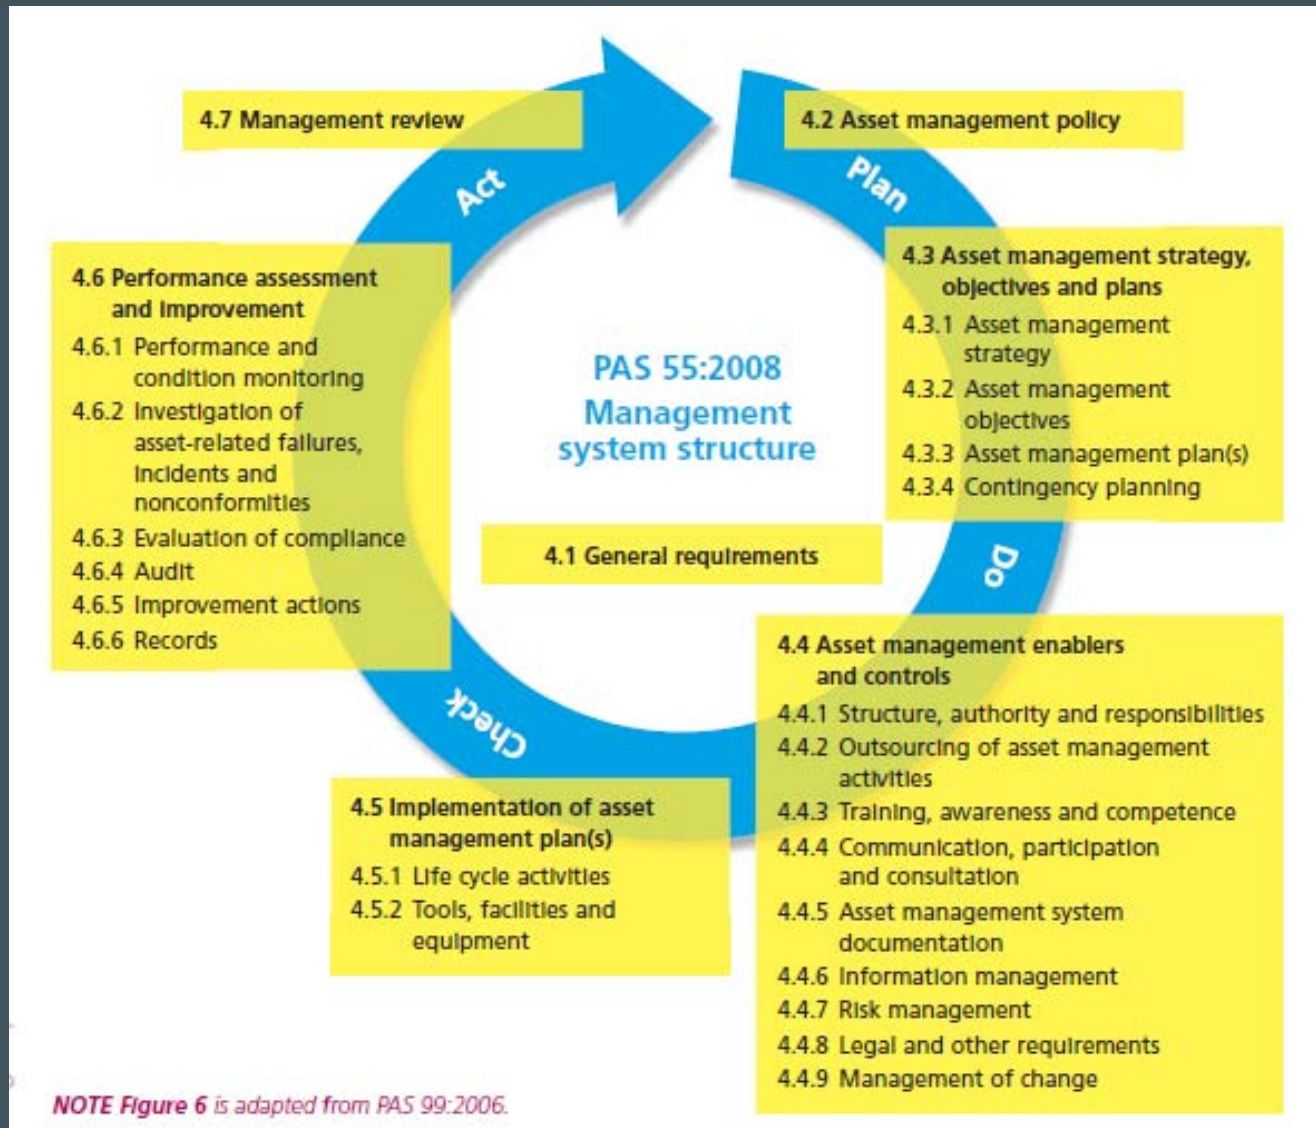 4.7 Management review
4.2 Asset management policy
Act
Plan
4.3 Asset management strategy,
objectives and plans
4.3.1 Asset management
strategy
4.3.2 Asset management
objectives
4.3.3 Asset management plan(s)
4.3.4 Contingency planning
4.6 Performance assessment
and improvement
4.6.1 Performance and
condition monitoring
4.6.2 Investigation of
asset-related failures,
incidents and
nonconformities
4.6.3 Evaluation of compliance
4.6.4 Audit
4.6.5 Improvement actions
4.6.6 Records
PAS 55:2008
Management
system structure
4.1 General requirements
Do
4.4 Asset management enablers
and controls
4.4.1 Structure, authority and responsibilities
4.4.2 Outsourcing of asset management
activities
4.4.3 Training, awareness and competence
4.4.4 Communication, participation
and consultation
4.4.5 Asset management system
documentation
4.4.6 Information management
4.4.7 Risk management
4.4.8 Legal and other requirements
4.4.9 Management of change
Check
4.5 Implementation of asset
management plan(s)
4.5.1 Life cycle activities
4.5.2 Tools, facilities and
equipment
NOTE Figure 6 is adapted from PAS 99:2006.